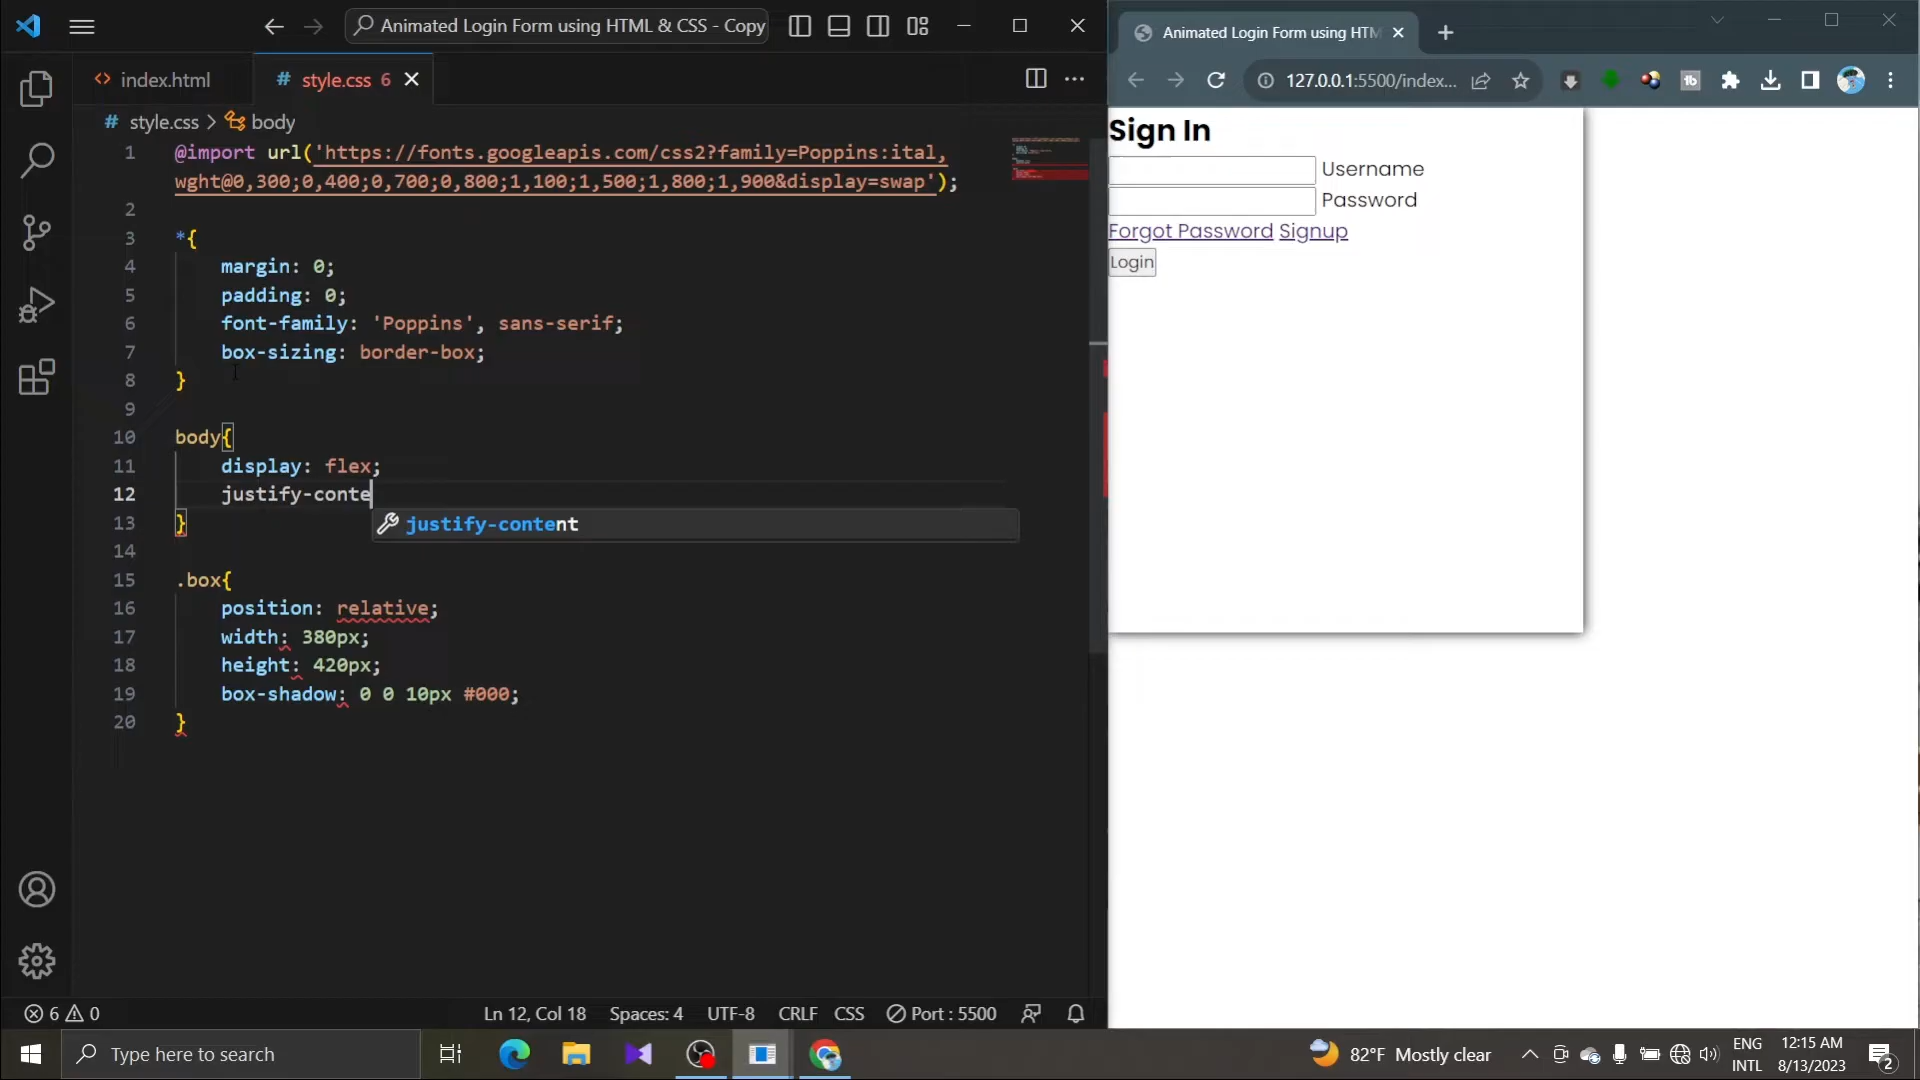 Animated Login Form using HTML & CSS - Copy
index.html
style.css 6
style.css > body
1 @import url('https://fonts.googleapis.com/css2?family=Poppins:ital,
wght@0,300;0,400;0,700;0,800;1,100;1,500;1,800;1,900&display=swap');
2
3 *{
4 margin: 0;
5 padding: 0;
6 font-family: 'Poppins', sans-serif;
7 box-sizing: border-box;
8 }
9
10 body{
11 display: flex;
12 justify-conte
justify-content
13 }
14
15 .box{
16 position: relative;
17 width: 380px;
18 height: 420px;
19 box-shadow: 0 0 10px #000;
20 }
6 0
Ln 12, Col 18
Spaces: 4
UTF-8
CRLF
CSS
Port : 5500
Animated Login Form using HTM
127.0.0.1:5500/index...
Sign In
Username
Password
Forgot Password Signup
Login
Type here to search
82°F Mostly clear
ENG
INTL
12:15 AM
8/13/2023
2